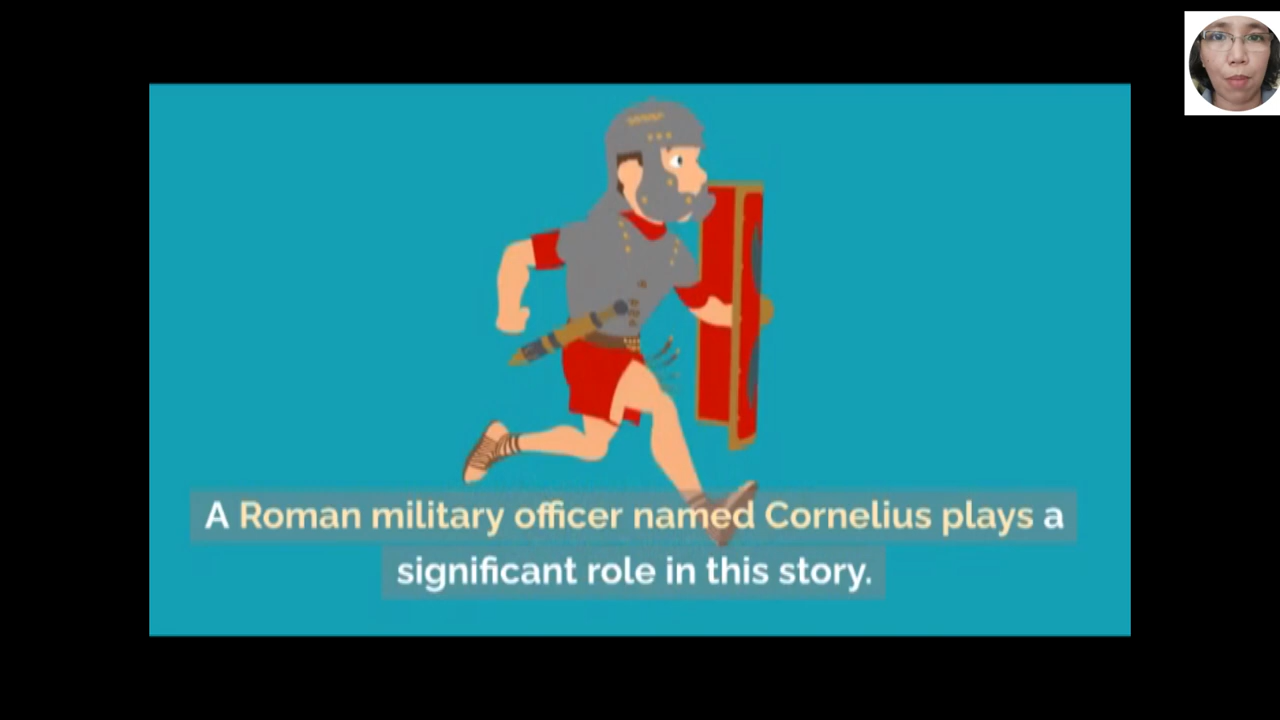 A Roman military officer named Cornelius plays a
significant role in this story.